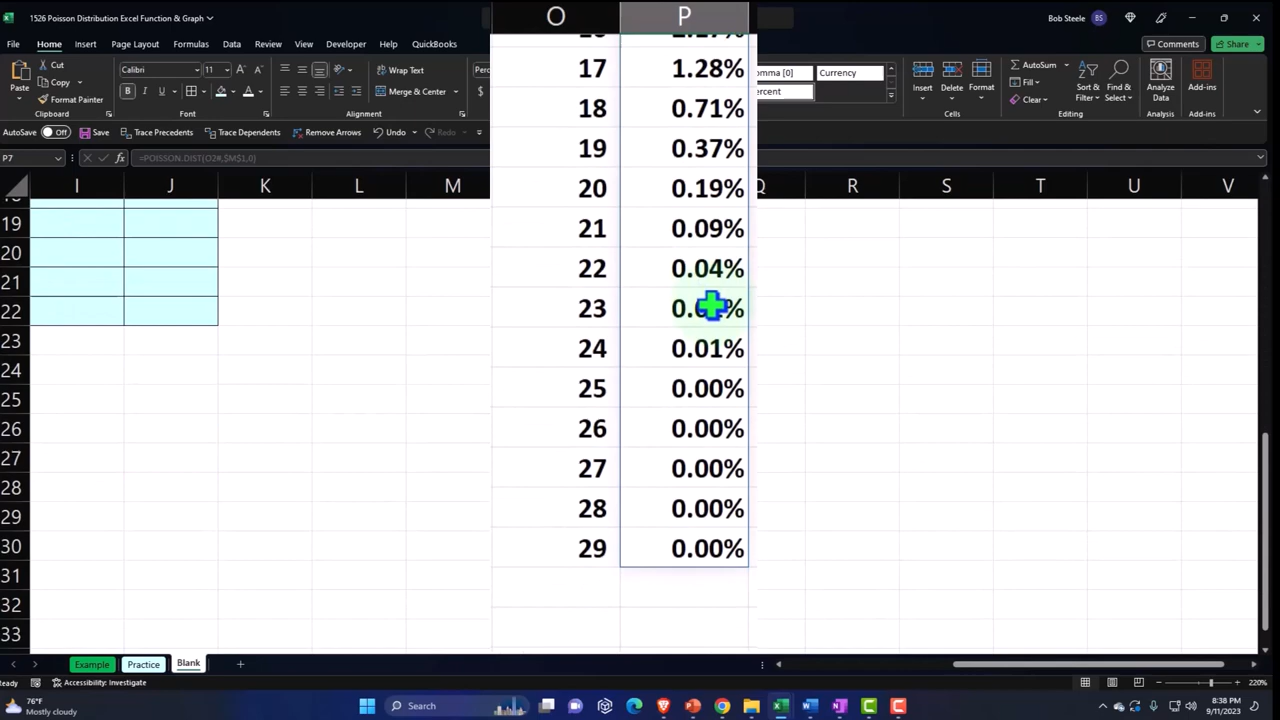 1526 Poisson Distribution Excel Function & Graph
Bob Steele BS
File Home Insert Page Layout Formulas Data Review View Developer Help QuickBooks
Comments Share
Cut
Copy
Format Painter
Paste
Clipboard
Calibri 11
B I U
Font
Wrap Text
Merge & Center
Alignment
$
omma [0] Currency
ercent
Insert Delete Format
Cells
AutoSum
Fill
Clear
Sort & Filter
Find & Select
Editing
Analyze Data
Analysis
Add-ins
Add-ins
AutoSave Off Save Trace Precedents Trace Dependents Remove Arrows Undo Redo
P7 fx =POISSON.DIST(O2#,$M$1,0)
O P
I J K L M Q R S T U V
17 1.28%
18 0.71%
19 0.37%
20 0.19%
21 0.09%
22 0.04%
23
24 0.01%
25 0.00%
26 0.00%
27 0.00%
28 0.00%
29 0.00%
19
20
21
22
23
24
25
26
27
28
29
30
31
32
33
Example Practice Blank
Accessibility: Investigate
220%
76°F
Mostly cloudy
Search
8:38 PM
9/11/2023